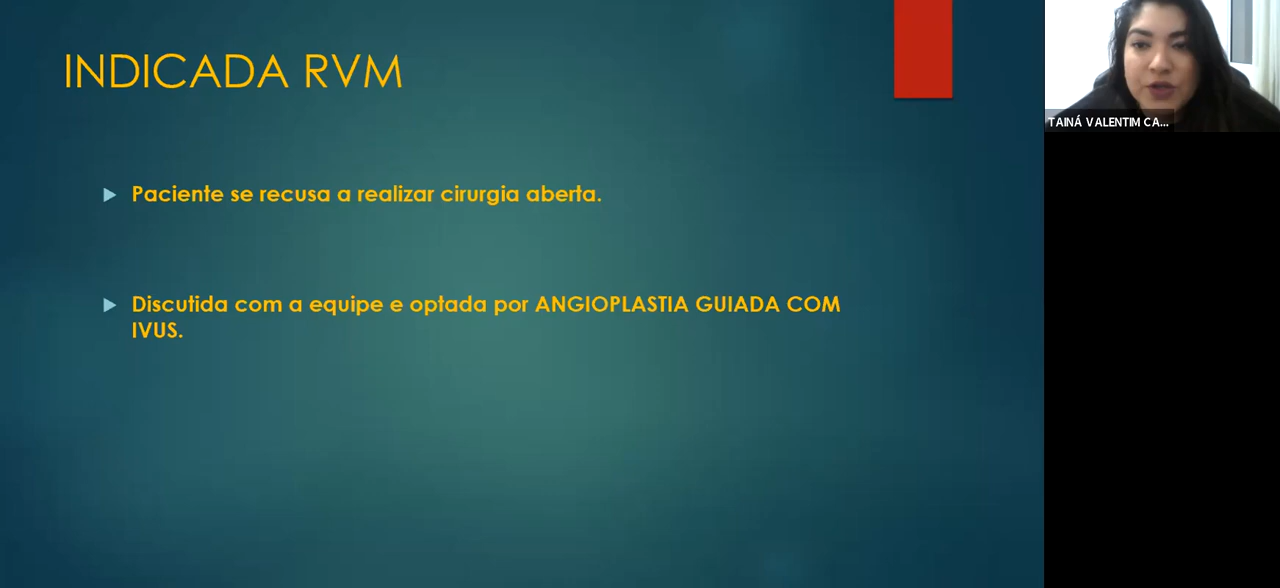 INDICADA RVM
Paciente se recusa a realizar cirurgia aberta.
Discutida com a equipe e optada por ANGIOPLASTIA GUIADA COM
IVUS.
TAINÁ VALENTIM CA...